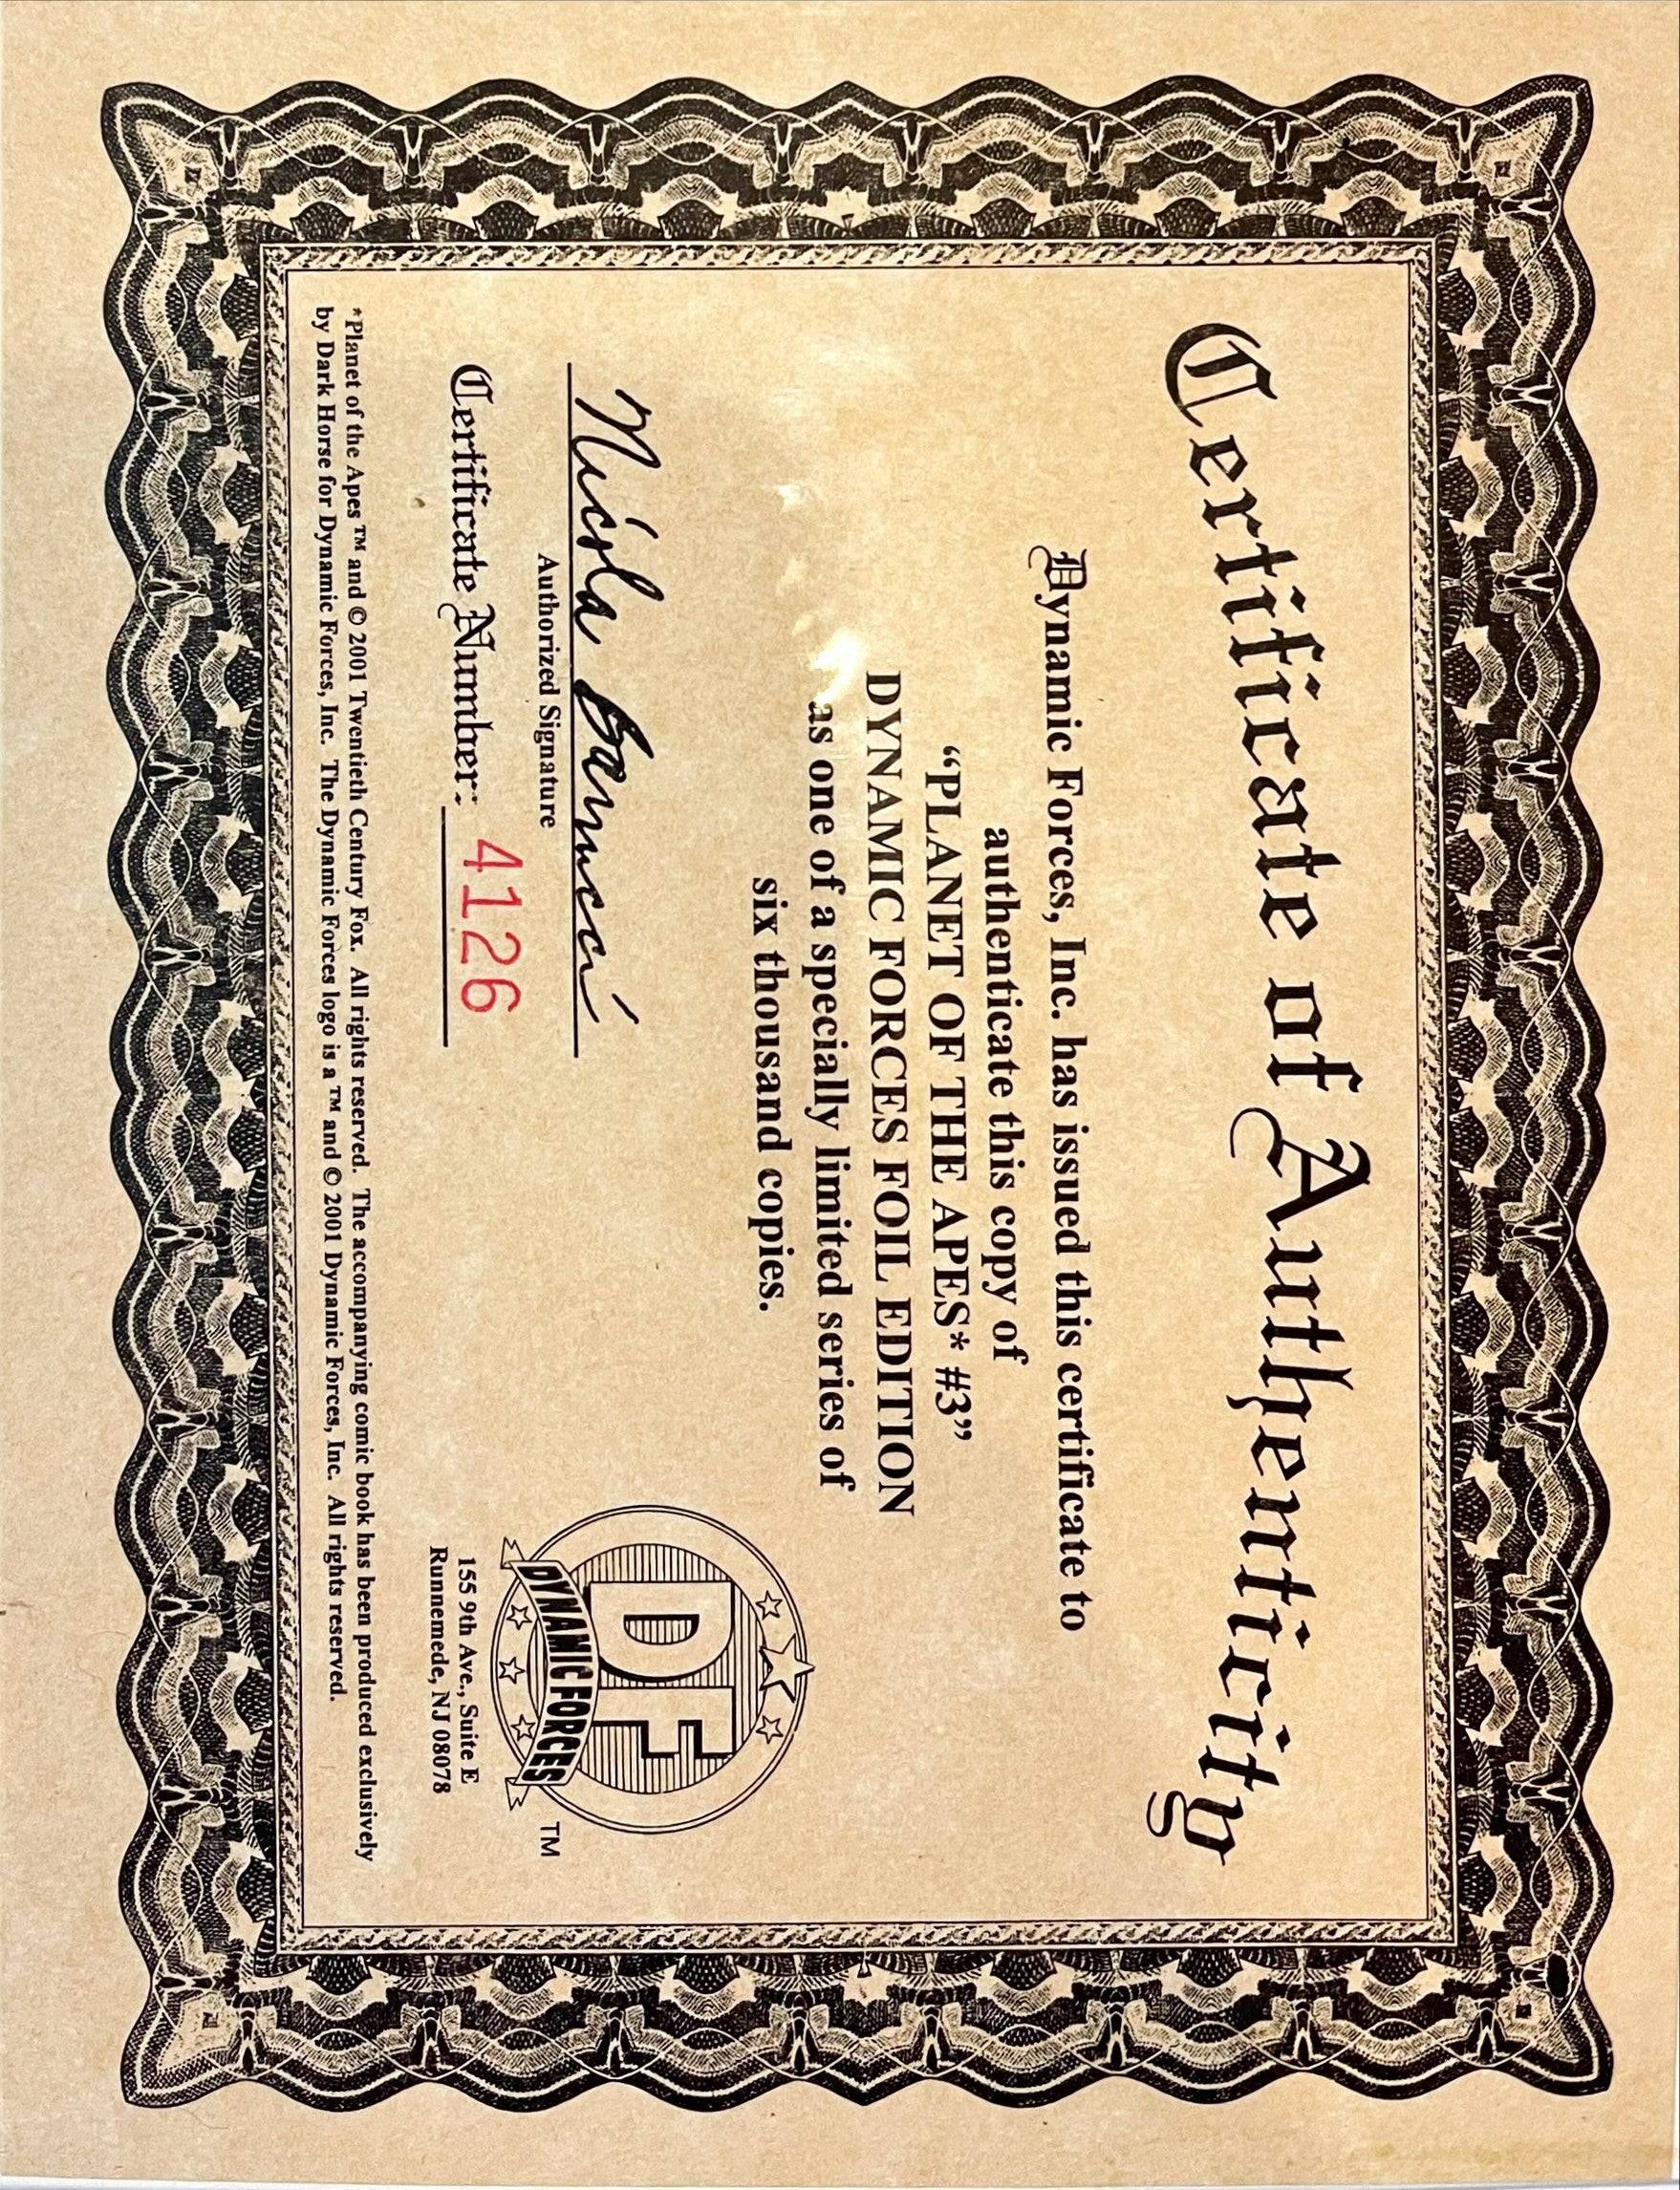 Certificate of Authenticity
Dynamic Forces, Inc. has issued this certificate to
authenticate this copy of
“PLANET OF THE APES* #3”
DYNAMIC FORCES FOIL EDITION
as one of a specially limited series of
six thousand copies.
Authorized Signature
Certificate Number: 4126
DF
DYNAMIC FORCES
TM
155 9th Ave., Suite E
Runnemede, NJ 08078
*Planet of the Apes ™ and © 2001 Twentieth Century Fox. All rights reserved. The accompanying comic book has been produced exclusively
by Dark Horse for Dynamic Forces, Inc. The Dynamic Forces logo is a ™ and © 2001 Dynamic Forces, Inc. All rights reserved.